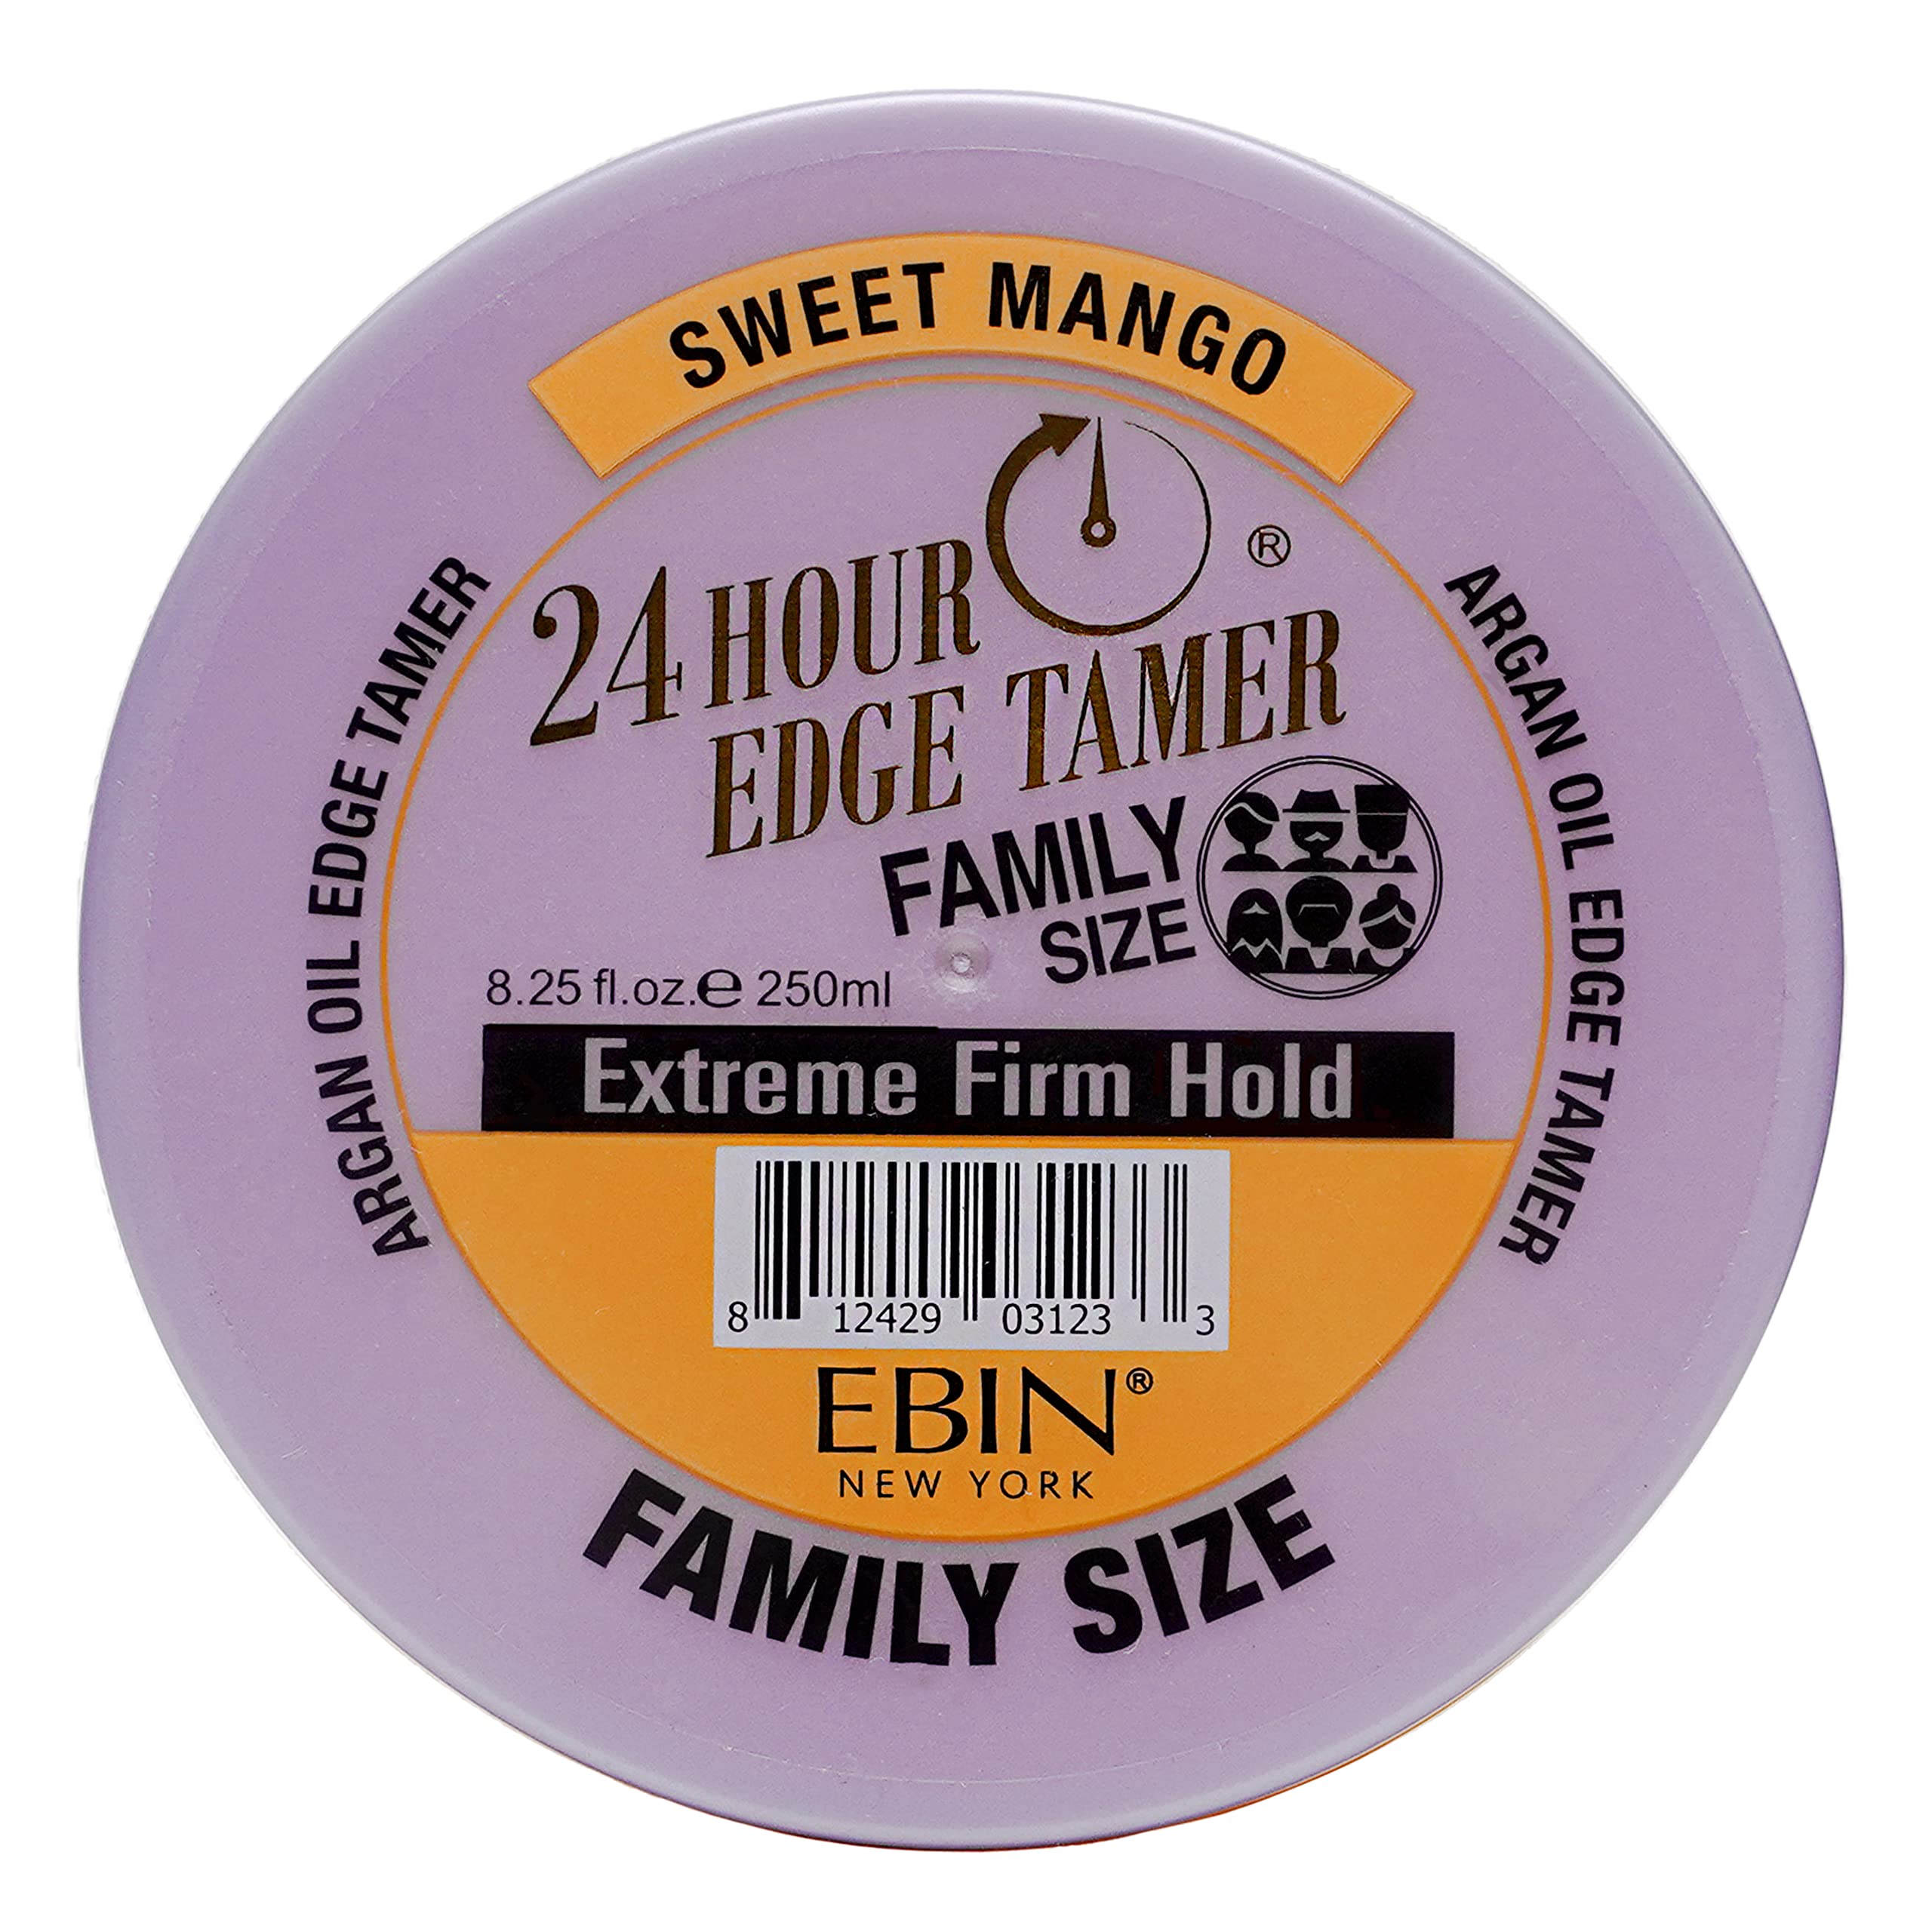 SWEET MANGO
24 HOUR
EDGE TAMER ®
FAMILY
SIZE
8.25 fl.oz.℮ 250ml
Extreme Firm Hold
8 12429 03123 3
EBIN®
NEW YORK
FAMILY SIZE
ARGAN OIL EDGE TAMER
ARGAN OIL EDGE TAMER